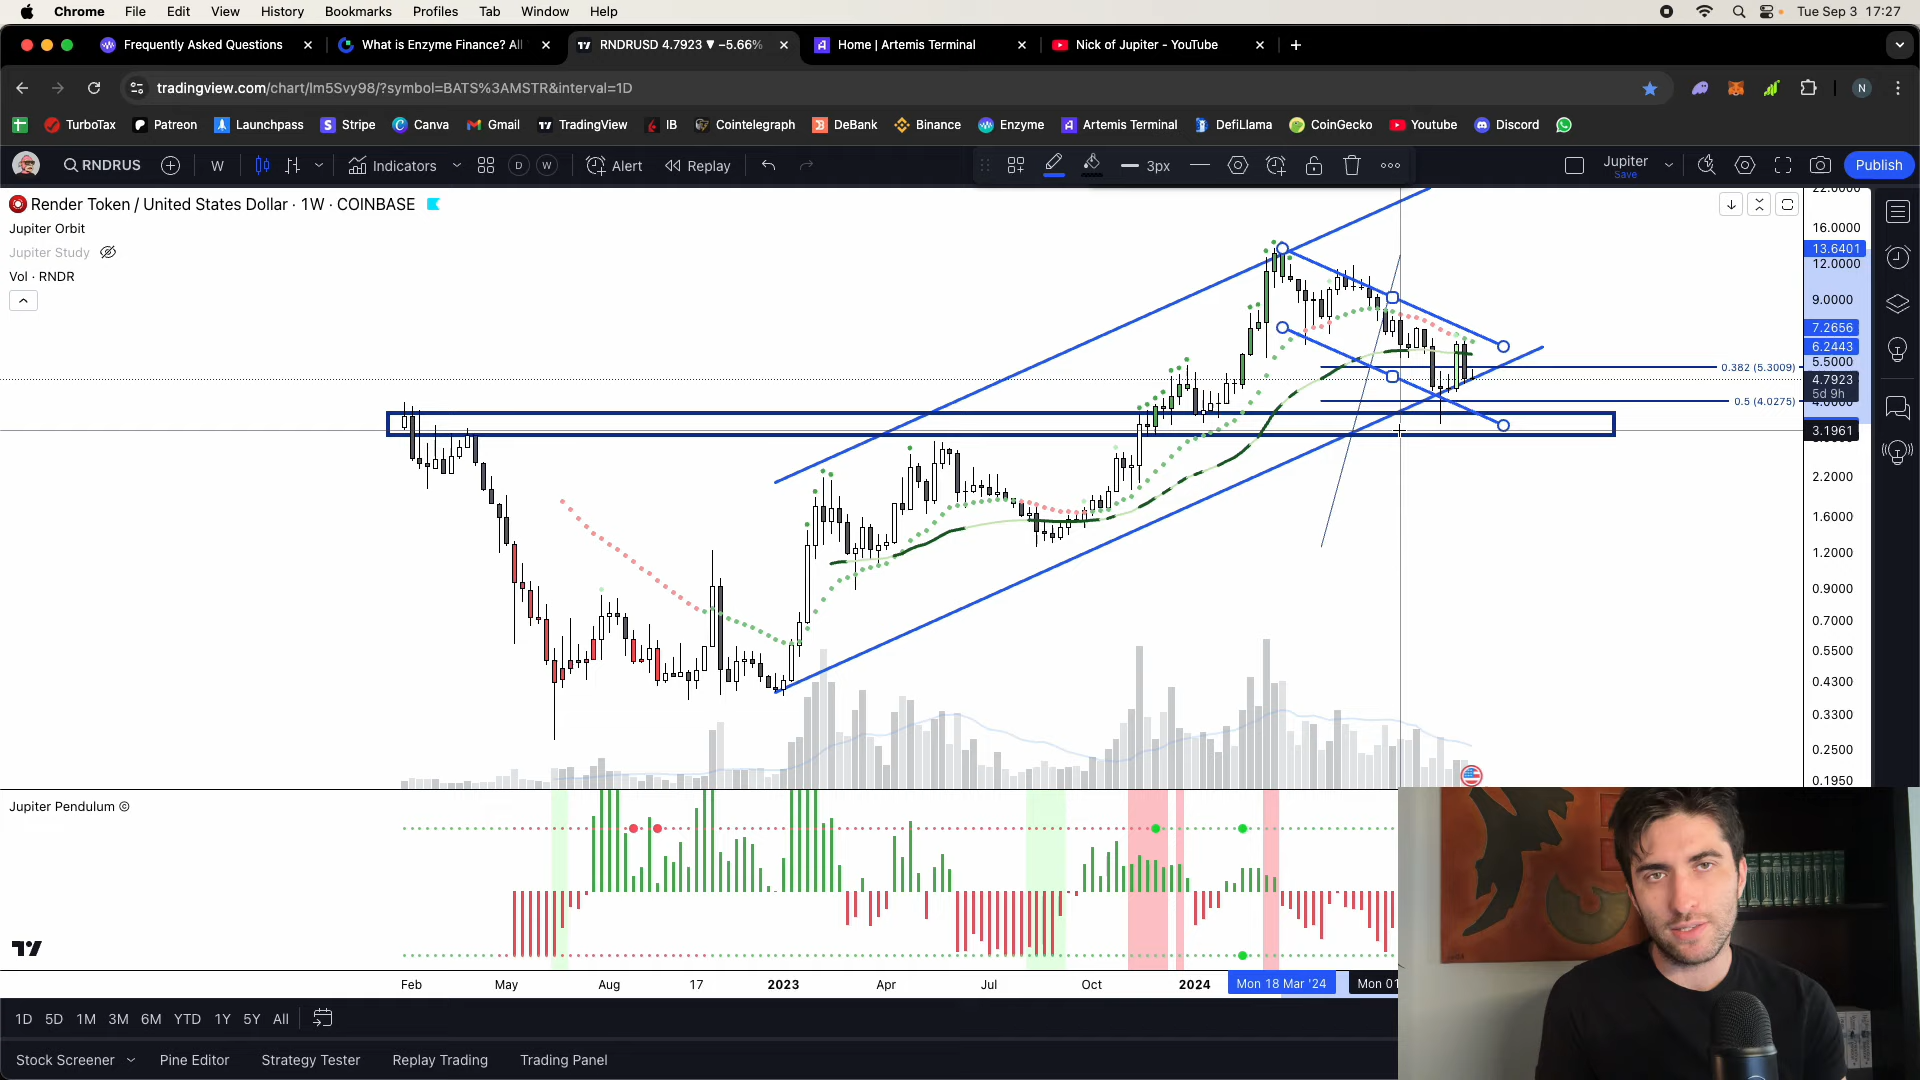 Chrome File Edit View History Bookmarks Profiles Tab Window Help Tue Sep 3 17:27
Frequently Asked Questions What is Enzyme Finance? All RNDRUSD 4.7923 ▼ −5.66% Home | Artemis Terminal Nick of Jupiter - YouTube
tradingview.com/chart/lm5Svy98/?symbol=BATS%3AMSTR&interval=1D N
TurboTax Patreon Launchpass Stripe Canva Gmail TradingView IB Cointelegraph DeBank Binance Enzyme Artemis Terminal DefiLlama CoinGecko Youtube Discord
RNDRUS W Indicators D W Alert Replay 3px Jupiter Save Publish
Render Token / United States Dollar · 1W · COINBASE
Jupiter Orbit
Jupiter Study
Vol · RNDR
22.0000
16.0000
13.6401
12.0000
9.0000
7.2656
6.2443
5.5000
0.382 (5.3009)
4.7923
5d 9h
0.5 (4.0275)
4.0000
3.1961
2.2000
1.6000
1.2000
0.9000
0.7000
0.5500
0.4300
0.3300
0.2500
0.1950
Jupiter Pendulum
Feb May Aug 17 2023 Apr Jul Oct 2024 Mon 18 Mar '24 Mon 01
1D 5D 1M 3M 6M YTD 1Y 5Y All
Stock Screener Pine Editor Strategy Tester Replay Trading Trading Panel